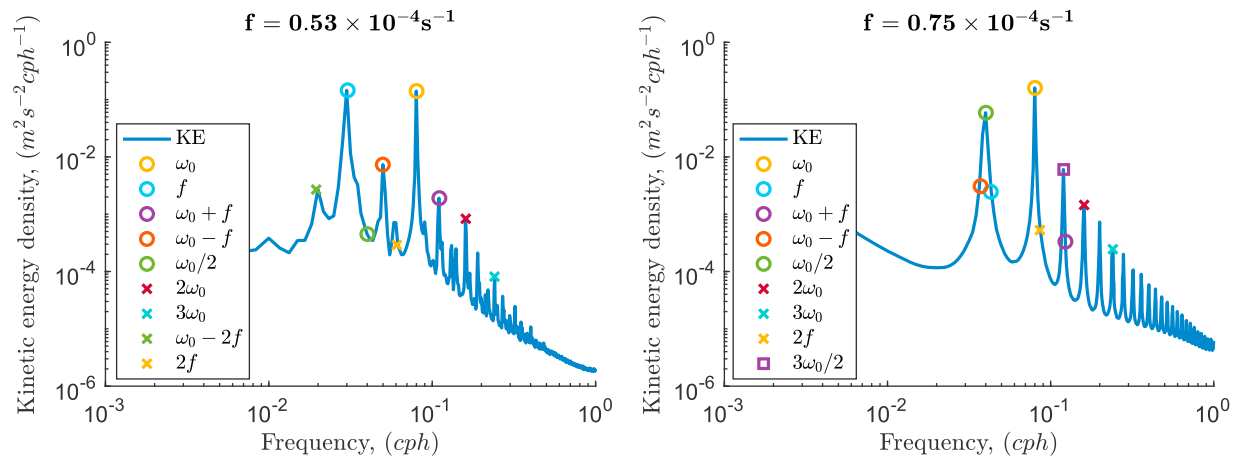 f = 0.53 × 10⁻⁴s⁻¹
Kinetic energy density, (m²s⁻²cph⁻¹)
10⁰
10⁻²
10⁻⁴
10⁻⁶
KE
ω₀
f
ω₀ + f
ω₀ − f
ω₀/2
2ω₀
3ω₀
ω₀ − 2f
2f
10⁻³
10⁻²
10⁻¹
10⁰
Frequency, (cph)
f = 0.75 × 10⁻⁴s⁻¹
Kinetic energy density, (m²s⁻²cph⁻¹)
10⁰
10⁻²
10⁻⁴
10⁻⁶
KE
ω₀
f
ω₀ + f
ω₀ − f
ω₀/2
2ω₀
3ω₀
2f
3ω₀/2
10⁻³
10⁻²
10⁻¹
10⁰
Frequency, (cph)